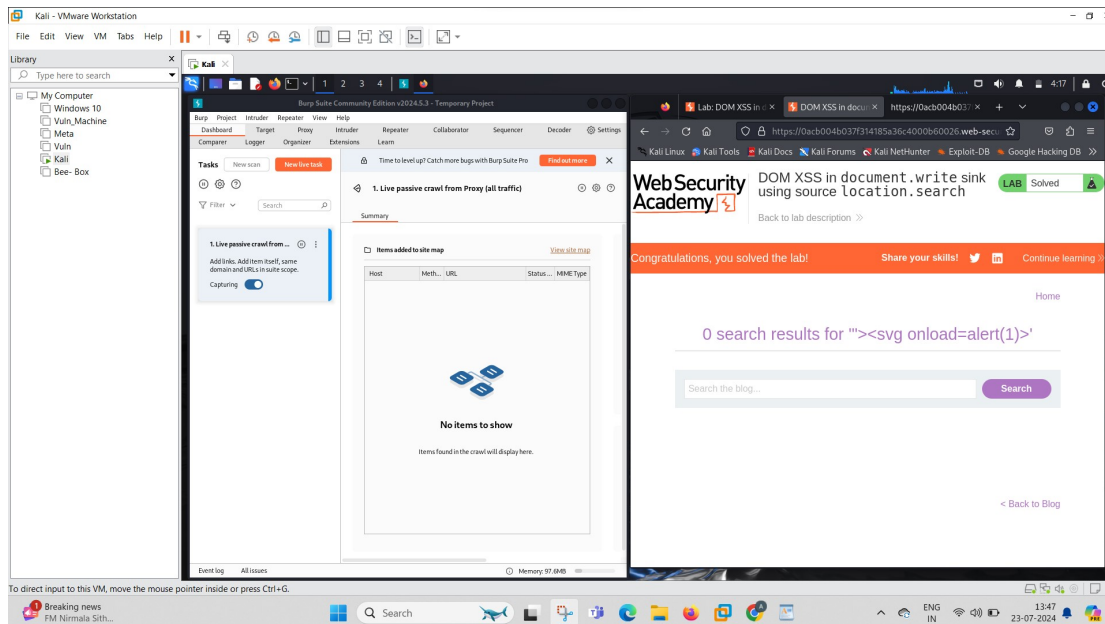 Kali - VMware Workstation
File Edit View VM Tabs Help
Library
Type here to search
My Computer
Windows 10
Vuln_Machine
Meta
Vuln
Kali
Bee- Box
Kali
1 2 3 4
4:17
Burp Suite Community Edition v2024.5.3 - Temporary Project
Burp Project Intruder Repeater View Help
Dashboard Target Proxy Intruder Repeater Collaborator Sequencer Decoder Settings
Comparer Logger Organizer Extensions Learn
Tasks New scan New live task
Filter Search
1. Live passive crawl from ...
Add links. Add item itself, same
domain and URLs in suite scope.
Capturing
Time to level up? Catch more bugs with Burp Suite Pro Find out more
1. Live passive crawl from Proxy (all traffic)
Summary
Items added to site map View site map
Host Meth... URL Status ... MIME Type
No items to show
Items found in the crawl will display here.
Event log All issues Memory: 97.6MB
Lab: DOM XSS in d DOM XSS in docu https://0acb004b037
https://0acb004b037f314185a36c4000b60026.web-secu
Kali Linux Kali Tools Kali Docs Kali Forums Kali NetHunter Exploit-DB Google Hacking DB
WebSecurity
Academy
DOM XSS in document.write sink
using source location.search
Back to lab description
LAB Solved
Congratulations, you solved the lab! Share your skills! Continue learning
Home
0 search results for '"><svg onload=alert(1)>'
Search the blog... Search
< Back to Blog
To direct input to this VM, move the mouse pointer inside or press Ctrl+G.
Breaking news
FM Nirmala Sith...
Search
ENG
IN
13:47
23-07-2024